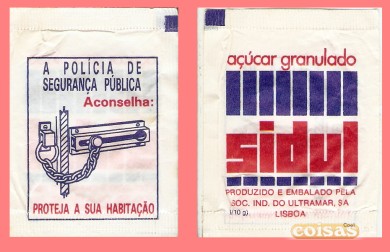 A POLÍCIA DE
SEGURANÇA PÚBLICA
Aconselha:
PROTEJA A SUA HABITAÇÃO
açúcar granulado
sidul
PRODUZIDO E EMBALADO PELA
SOC. IND. DO ULTRAMAR, SA
LISBOA
coisas